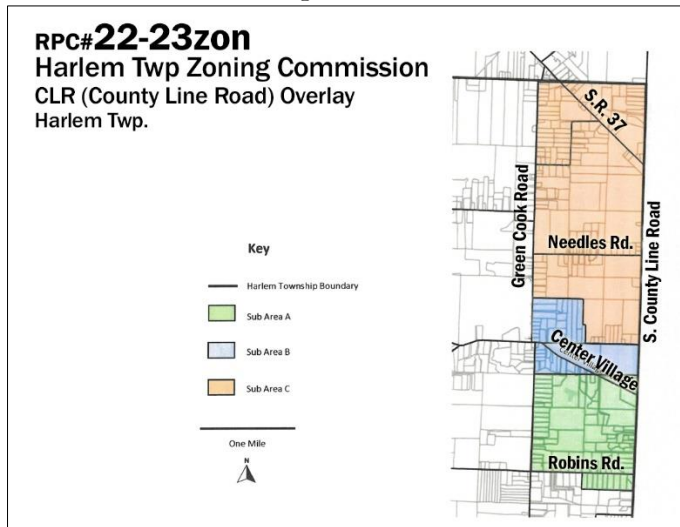 RPC#22-23zon
Harlem Twp Zoning Commission
CLR (County Line Road) Overlay
Harlem Twp.
Key
Harlem Township Boundary
Sub Area A
Sub Area B
Sub Area C
One Mile
N
S.R. 37
Green Cook Road
Needles Rd.
S. County Line Road
Center Village
Robins Rd.